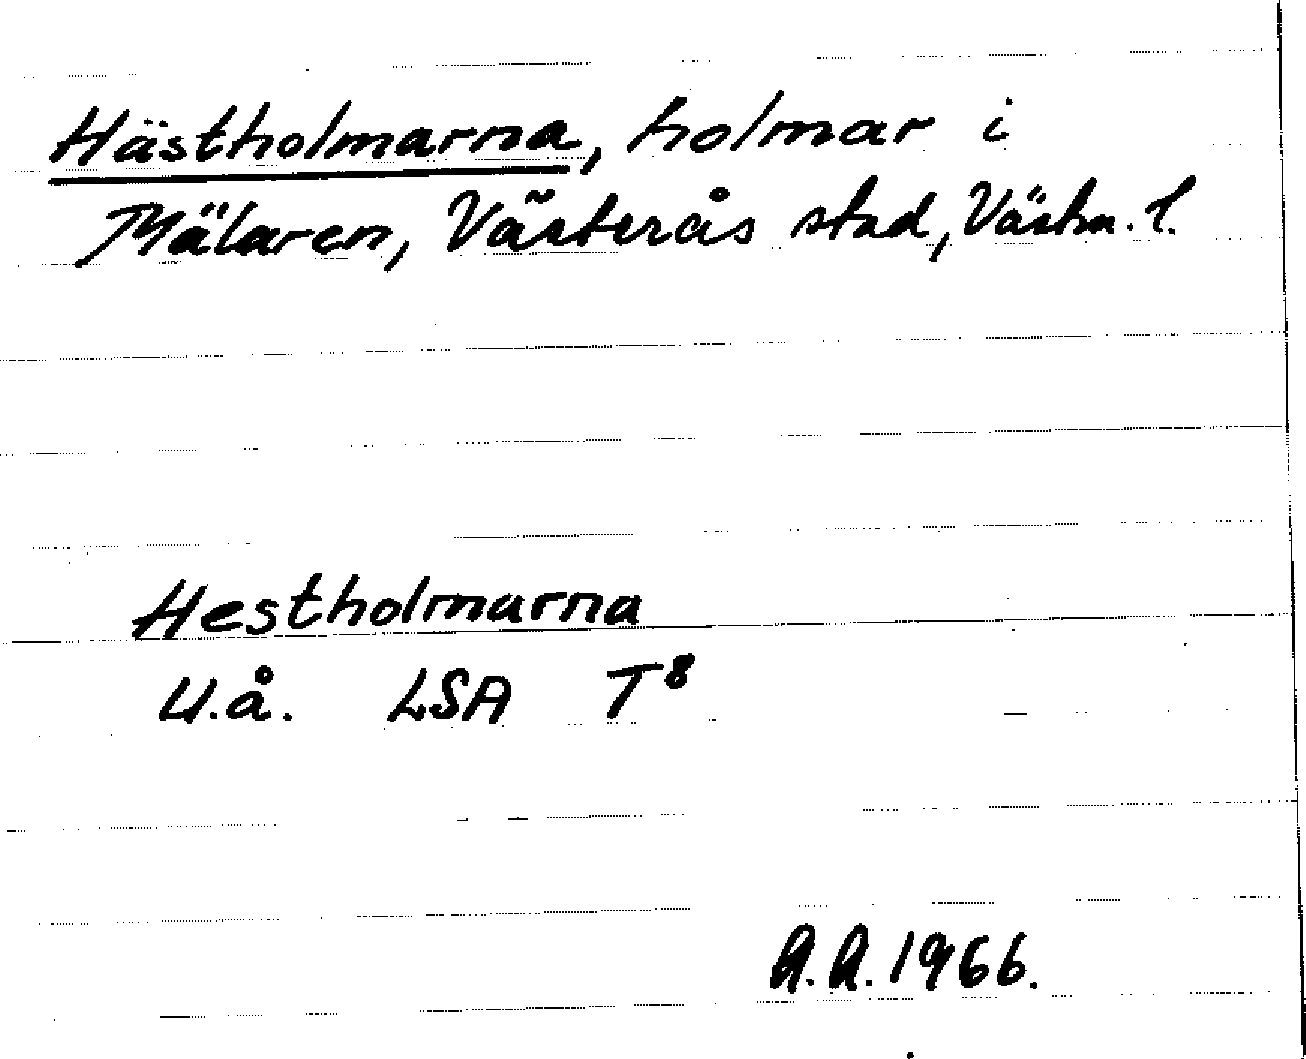 Hästholmarna, holmar i
Mälaren, Västerås stad, Västm. l.
Hestholmarna
U.å. LSA T8
A.A. 1966.